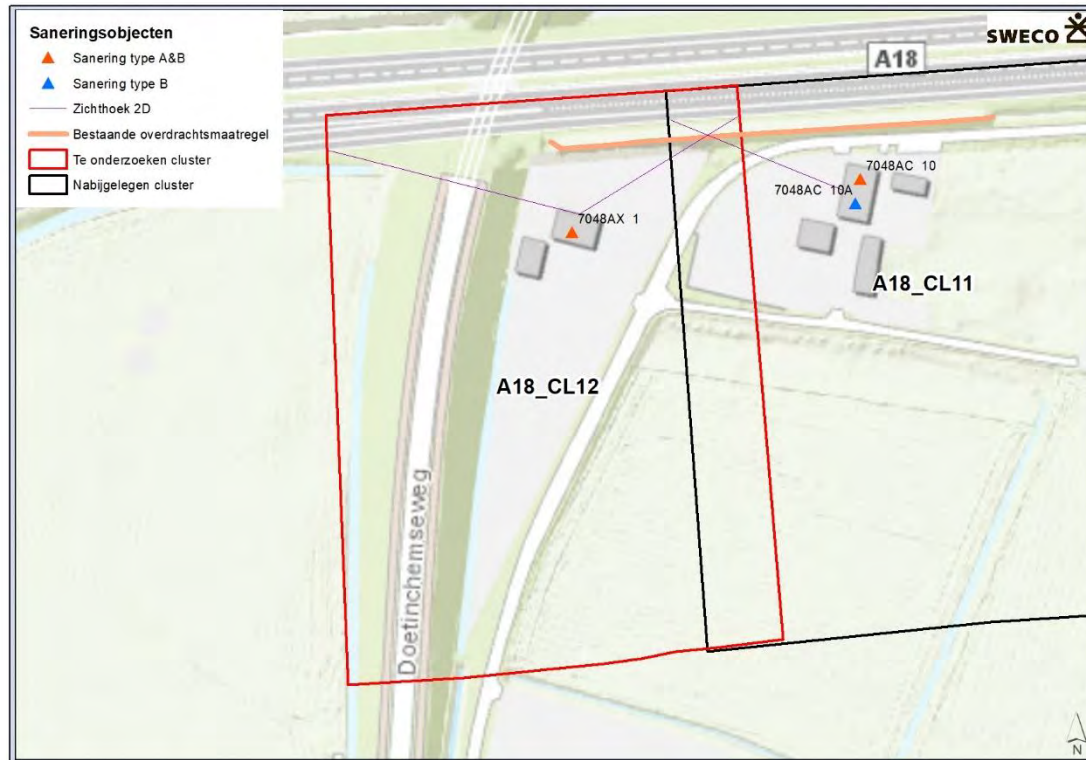 Saneringsobjecten
Sanering type A&B
Sanering type B
Zichthoek 2D
Bestaande overdrachtsmaatregel
Te onderzoeken cluster
Nabijgelegen cluster
SWECO
A18
7048AC 10
7048AC 10A
7048AX 1
A18_CL11
A18_CL12
Doetinchemseweg
N